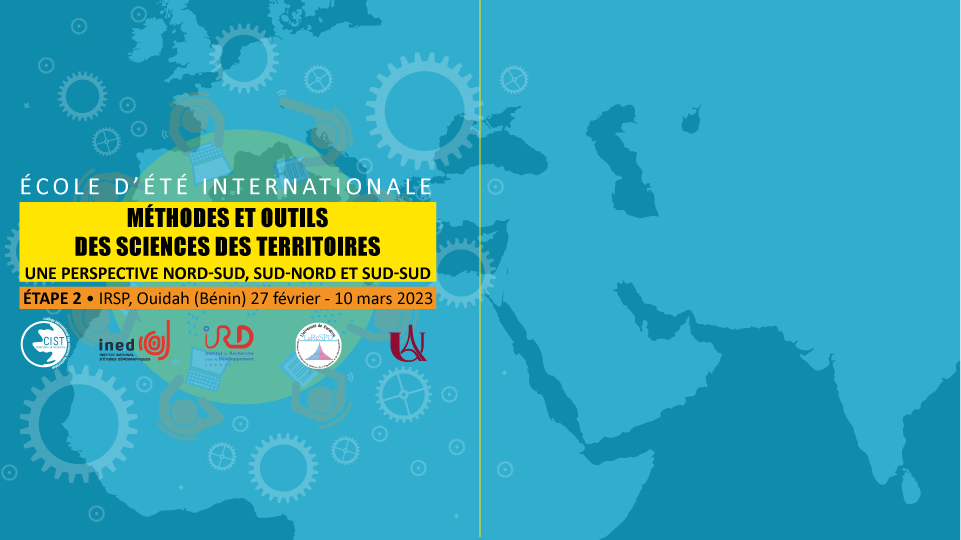 ÉCOLE D'ÉTÉ INTERNATIONALE
MÉTHODES ET OUTILS
DES SCIENCES DES TERRITOIRES
UNE PERSPECTIVE NORD-SUD, SUD-NORD ET SUD-SUD
ÉTAPE 2 • IRSP, Ouidah (Bénin) 27 février - 10 mars 2023
CIST
ined
INSTITUT NATIONAL
D'ÉTUDES DÉMOGRAPHIQUES
IRD
Institut de Recherche
pour le Développement